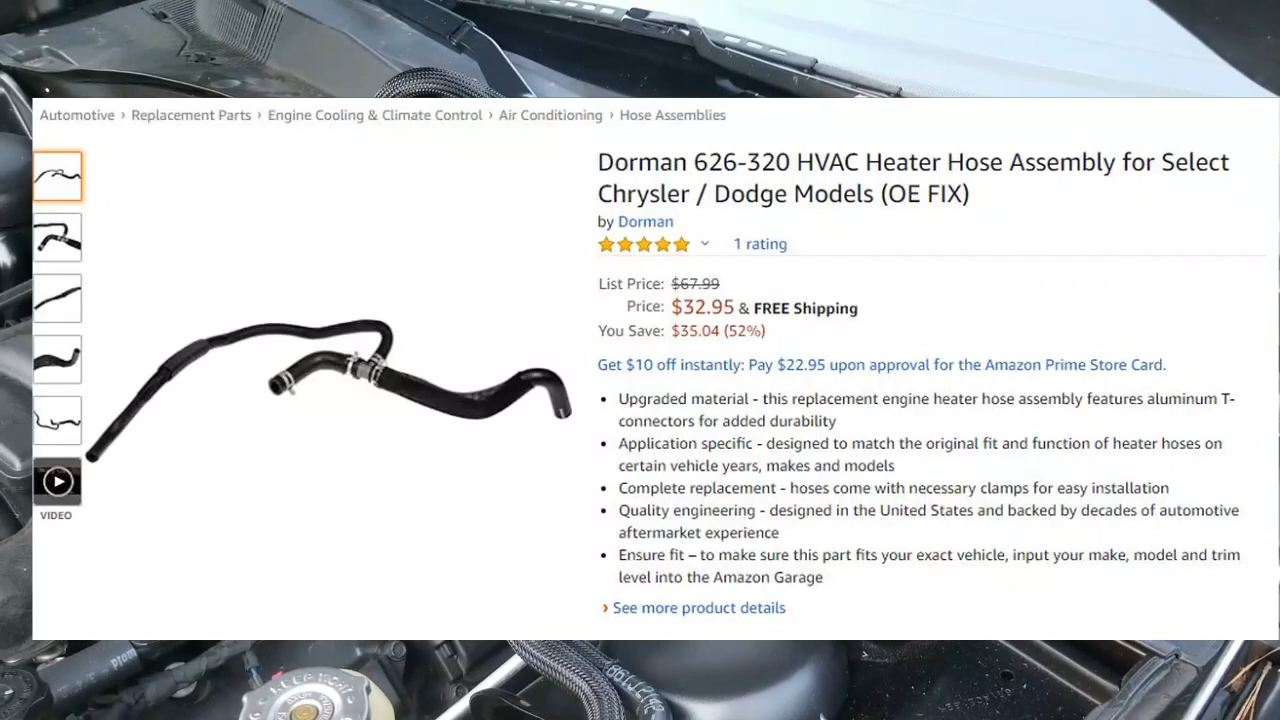 Automotive › Replacement Parts › Engine Cooling & Climate Control › Air Conditioning › Hose Assemblies
Dorman 626-320 HVAC Heater Hose Assembly for Select
Chrysler / Dodge Models (OE FIX)
by Dorman
1 rating
List Price: $67.99
Price: $32.95 & FREE Shipping
You Save: $35.04 (52%)
Get $10 off instantly: Pay $22.95 upon approval for the Amazon Prime Store Card.
• Upgraded material - this replacement engine heater hose assembly features aluminum T-
connectors for added durability
• Application specific - designed to match the original fit and function of heater hoses on
certain vehicle years, makes and models
• Complete replacement - hoses come with necessary clamps for easy installation
• Quality engineering - designed in the United States and backed by decades of automotive
aftermarket experience
• Ensure fit – to make sure this part fits your exact vehicle, input your make, model and trim
level into the Amazon Garage
› See more product details
VIDEO